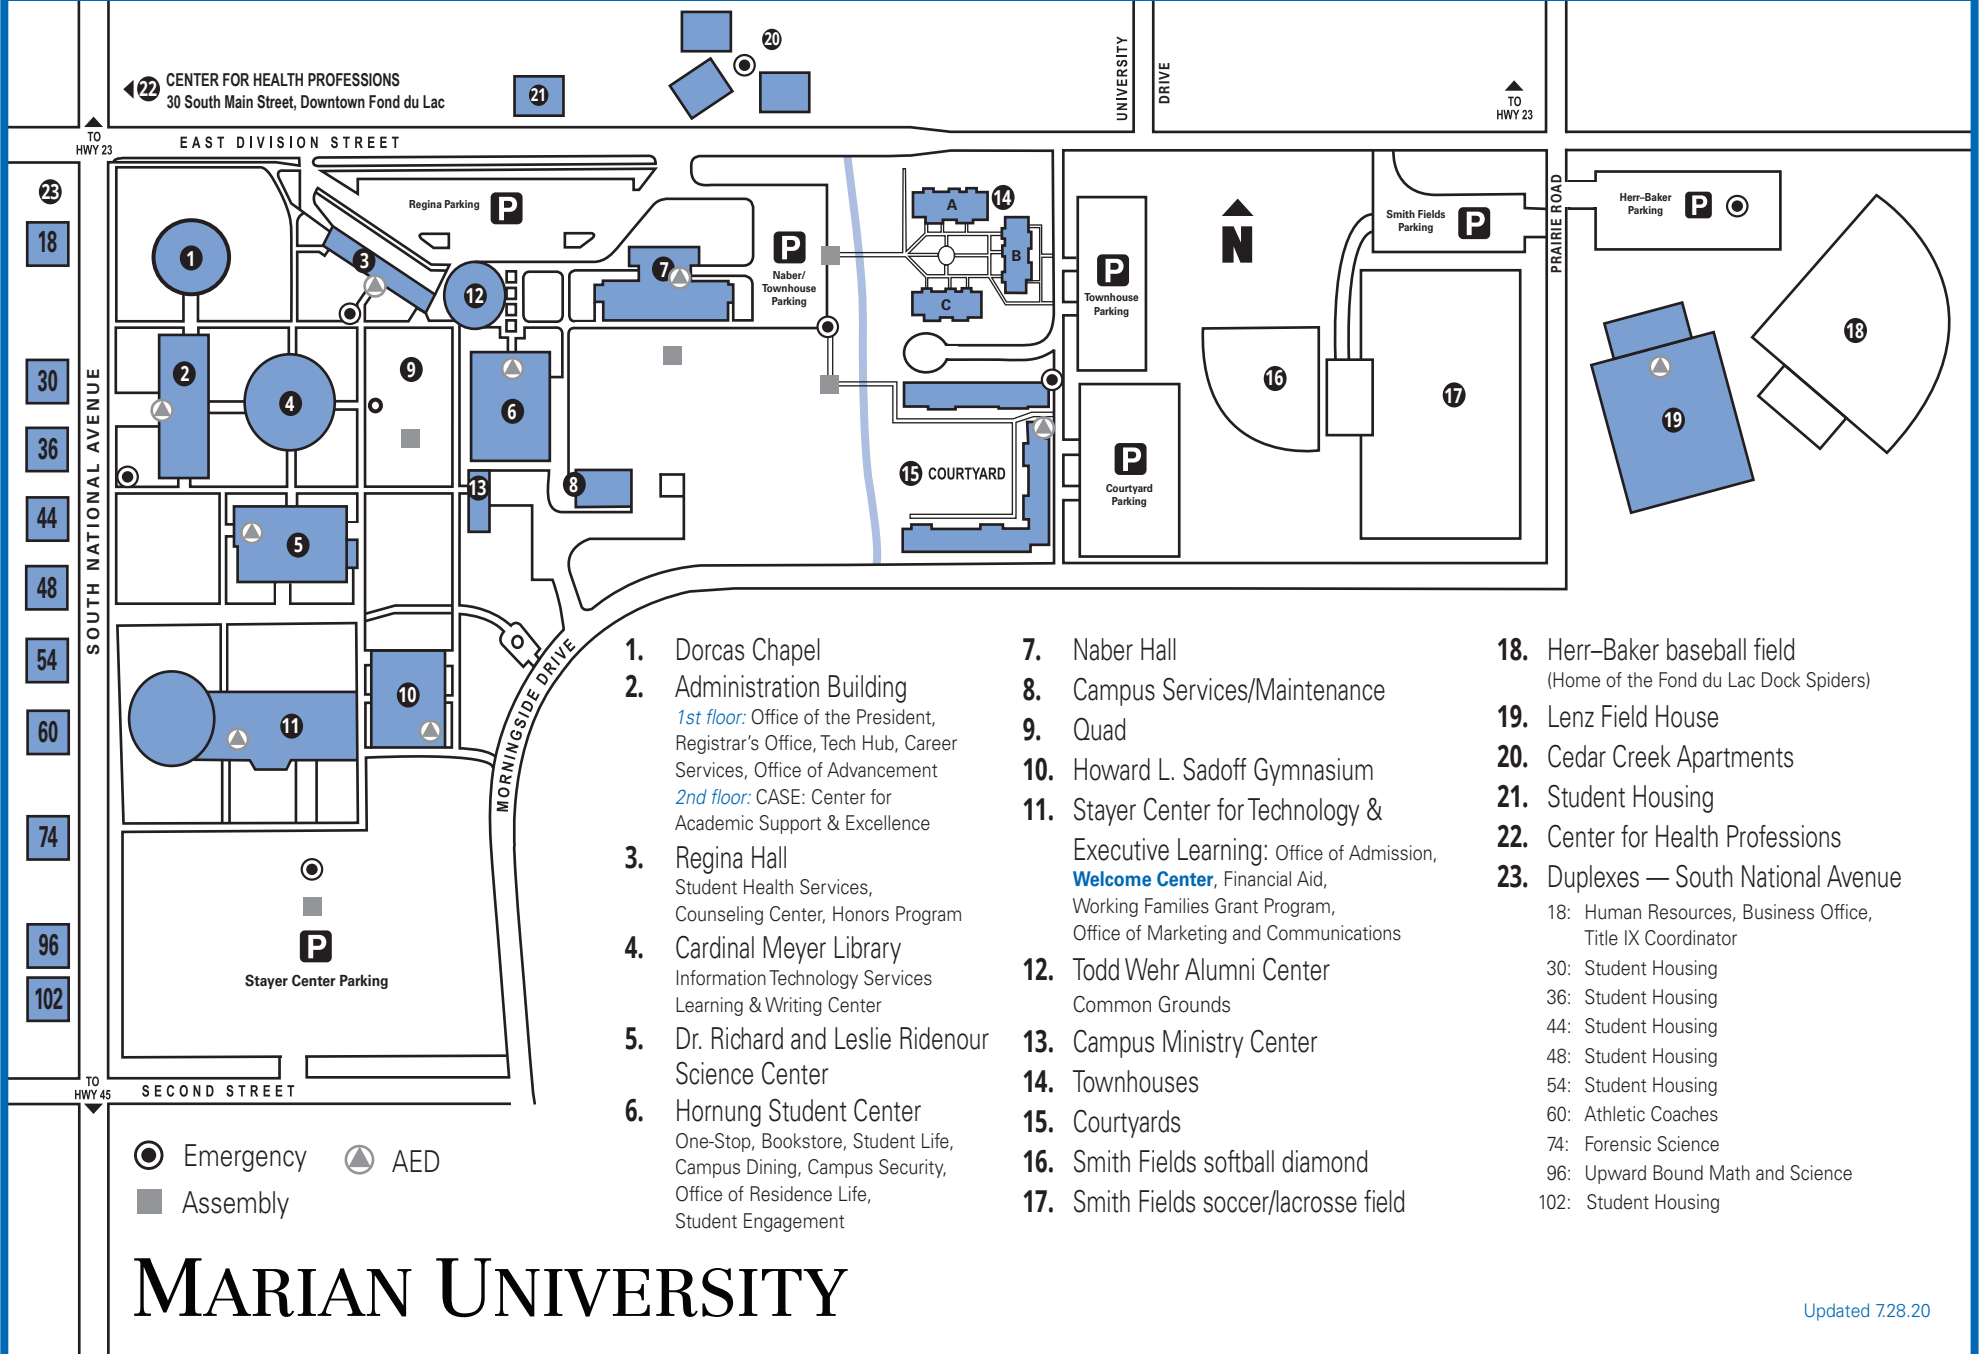 20
UNIVERSITY
DRIVE
22 CENTER FOR HEALTH PROFESSIONS
30 South Main Street, Downtown Fond du Lac
21
TO
HWY 23
TO
HWY 23
EAST DIVISION STREET
23
18
30
36
44
48
54
60
74
96
102
SOUTH NATIONAL AVENUE
1
2
3
4
5
6
7
8
9
10
11
12
13
Regina Parking P
P
Naber/
Townhouse
Parking
A
14
B
C
P
Townhouse
Parking
N
Smith Fields
Parking
P
PRAIRIE ROAD
Herr–Baker
Parking
P
16
17
18
19
15 COURTYARD
P
Courtyard
Parking
MORNINGSIDE DRIVE
P
Stayer Center Parking
TO
HWY 45
SECOND STREET
Emergency
AED
Assembly
1. Dorcas Chapel
2. Administration Building
1st floor: Office of the President,
Registrar's Office, Tech Hub, Career
Services, Office of Advancement
2nd floor: CASE: Center for
Academic Support & Excellence
3. Regina Hall
Student Health Services,
Counseling Center, Honors Program
4. Cardinal Meyer Library
Information Technology Services
Learning & Writing Center
5. Dr. Richard and Leslie Ridenour
Science Center
6. Hornung Student Center
One-Stop, Bookstore, Student Life,
Campus Dining, Campus Security,
Office of Residence Life,
Student Engagement
7. Naber Hall
8. Campus Services/Maintenance
9. Quad
10. Howard L. Sadoff Gymnasium
11. Stayer Center for Technology &
Executive Learning: Office of Admission,
Welcome Center, Financial Aid,
Working Families Grant Program,
Office of Marketing and Communications
12. Todd Wehr Alumni Center
Common Grounds
13. Campus Ministry Center
14. Townhouses
15. Courtyards
16. Smith Fields softball diamond
17. Smith Fields soccer/lacrosse field
18. Herr–Baker baseball field
(Home of the Fond du Lac Dock Spiders)
19. Lenz Field House
20. Cedar Creek Apartments
21. Student Housing
22. Center for Health Professions
23. Duplexes — South National Avenue
18: Human Resources, Business Office,
Title IX Coordinator
30: Student Housing
36: Student Housing
44: Student Housing
48: Student Housing
54: Student Housing
60: Athletic Coaches
74: Forensic Science
96: Upward Bound Math and Science
102: Student Housing
MARIAN UNIVERSITY
Updated 7.28.20